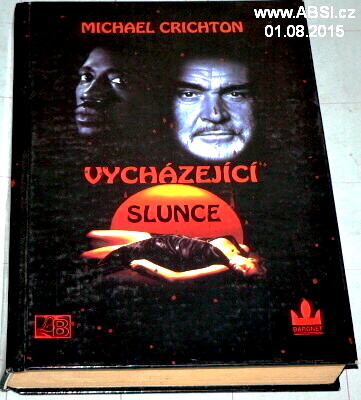 www.ABSI.cz
01.08.2015
MICHAEL CRICHTON
VYCHÁZEJÍCÍ
SLUNCE
BARONET